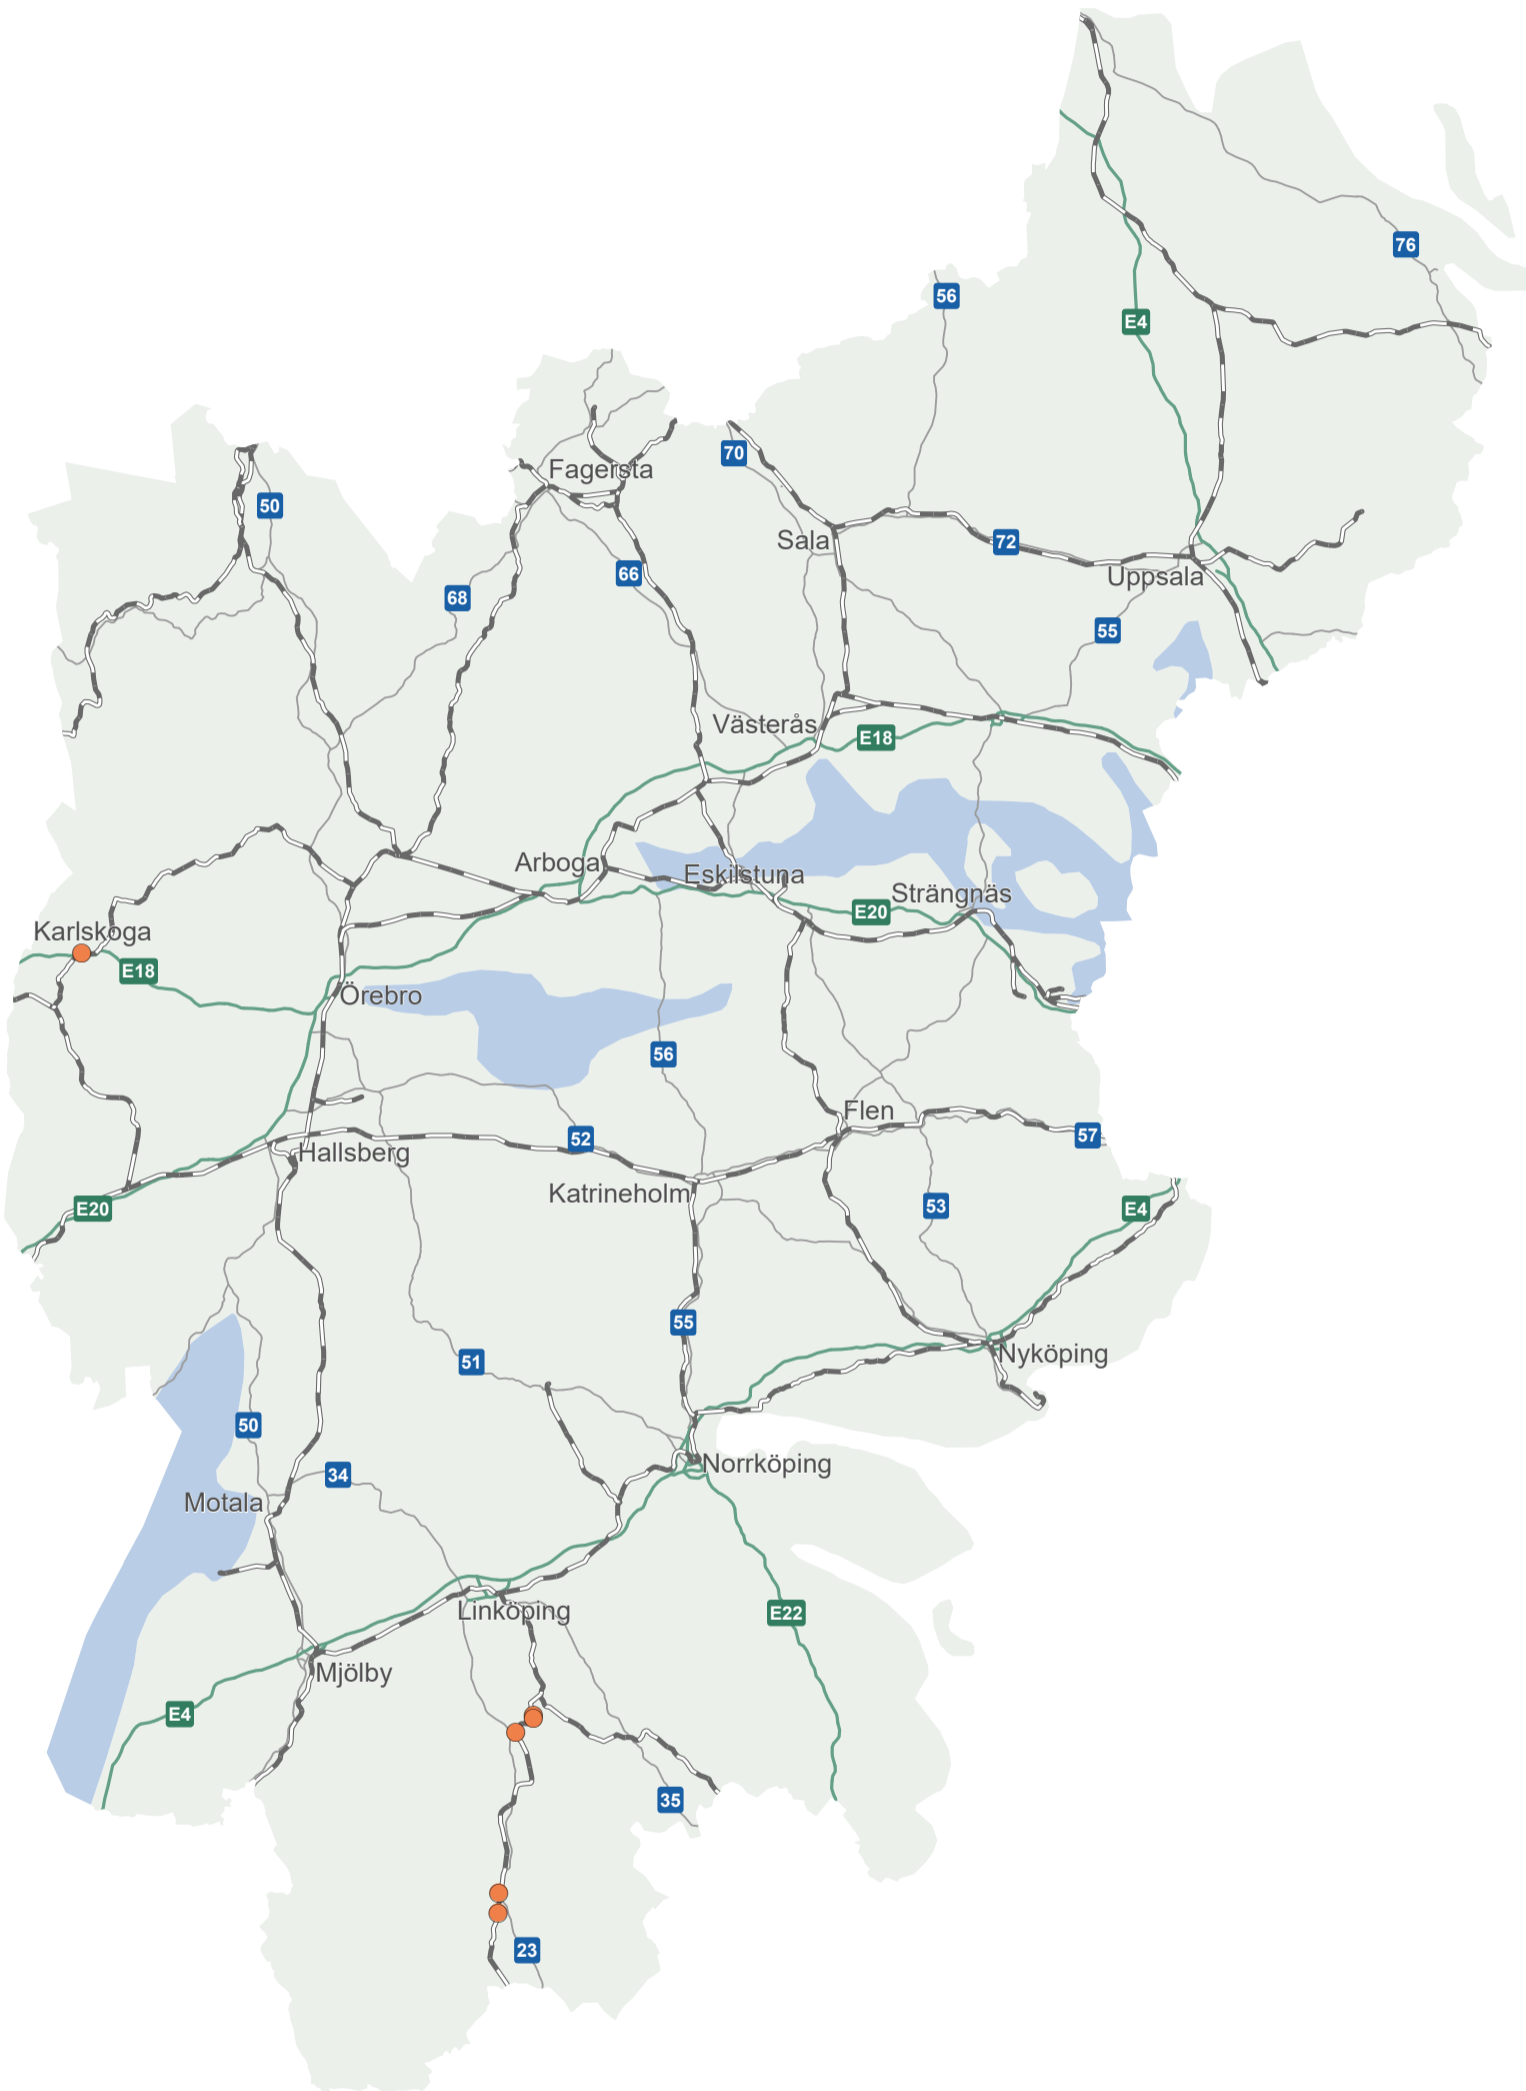 76
56
E4
70
Fagersta
50
Sala
72
66
Uppsala
68
55
Västerås
E18
Arboga
Eskilstuna
Strängnäs
E20
Karlskoga
E18
Örebro
56
Flen
57
52
Hallsberg
Katrineholm
53
E20
E4
55
Nyköping
51
50
Norrköping
34
Motala
Linköping
E22
Mjölby
E4
35
23